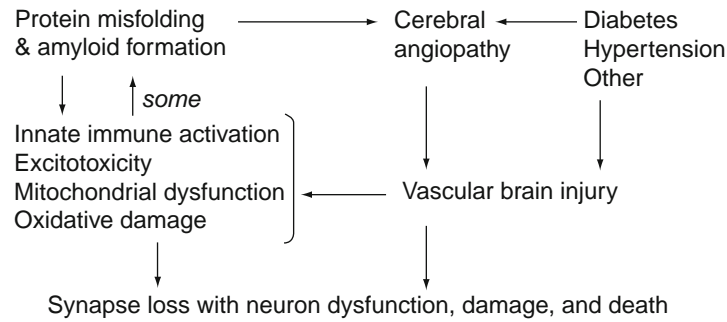 Protein misfolding
& amyloid formation
Cerebral
angiopathy
Diabetes
Hypertension
Other
some
Innate immune activation
Excitotoxicity
Mitochondrial dysfunction
Oxidative damage
Vascular brain injury
Synapse loss with neuron dysfunction, damage, and death